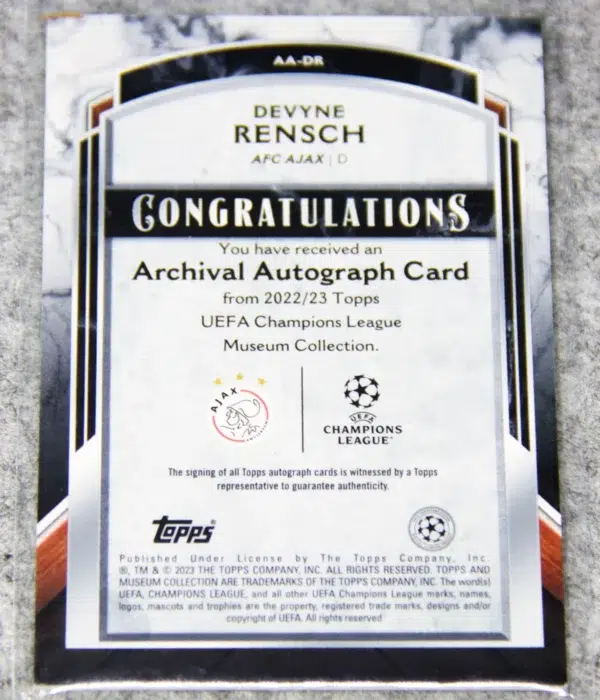 AA-DR
DEVYNE
RENSCH
AFC AJAX | D
CONGRATULATIONS
You have received an
Archival Autograph Card
from 2022/23 Topps
UEFA Champions League
Museum Collection.
AJAX
UEFA
CHAMPIONS
LEAGUE®
The signing of all Topps autograph cards is witnessed by a Topps
representative to guarantee authenticity.
topps®
Published Under License by The Topps Company, Inc.
®, TM & © 2023 THE TOPPS COMPANY, INC. ALL RIGHTS RESERVED. TOPPS AND
MUSEUM COLLECTION ARE TRADEMARKS OF THE TOPPS COMPANY, INC. The word(s)
UEFA, CHAMPIONS LEAGUE, and all other UEFA Champions League marks, names,
logos, mascots and trophies are the property, registered trade marks, designs and/or
copyright of UEFA. All rights reserved